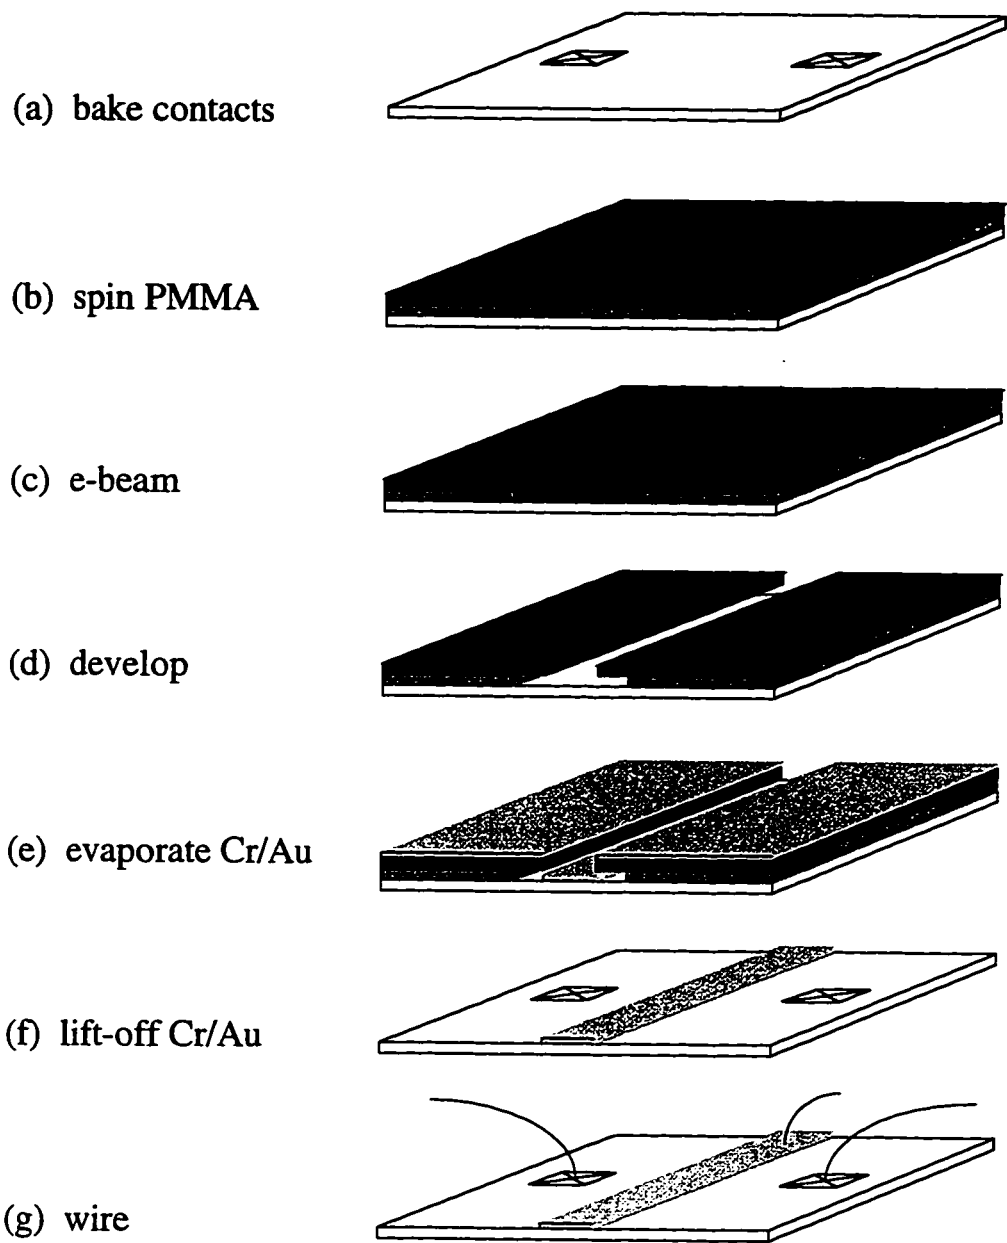 (a) bake contacts
(b) spin PMMA
(c) e-beam
(d) develop
(e) evaporate Cr/Au
(f) lift-off Cr/Au
(g) wire